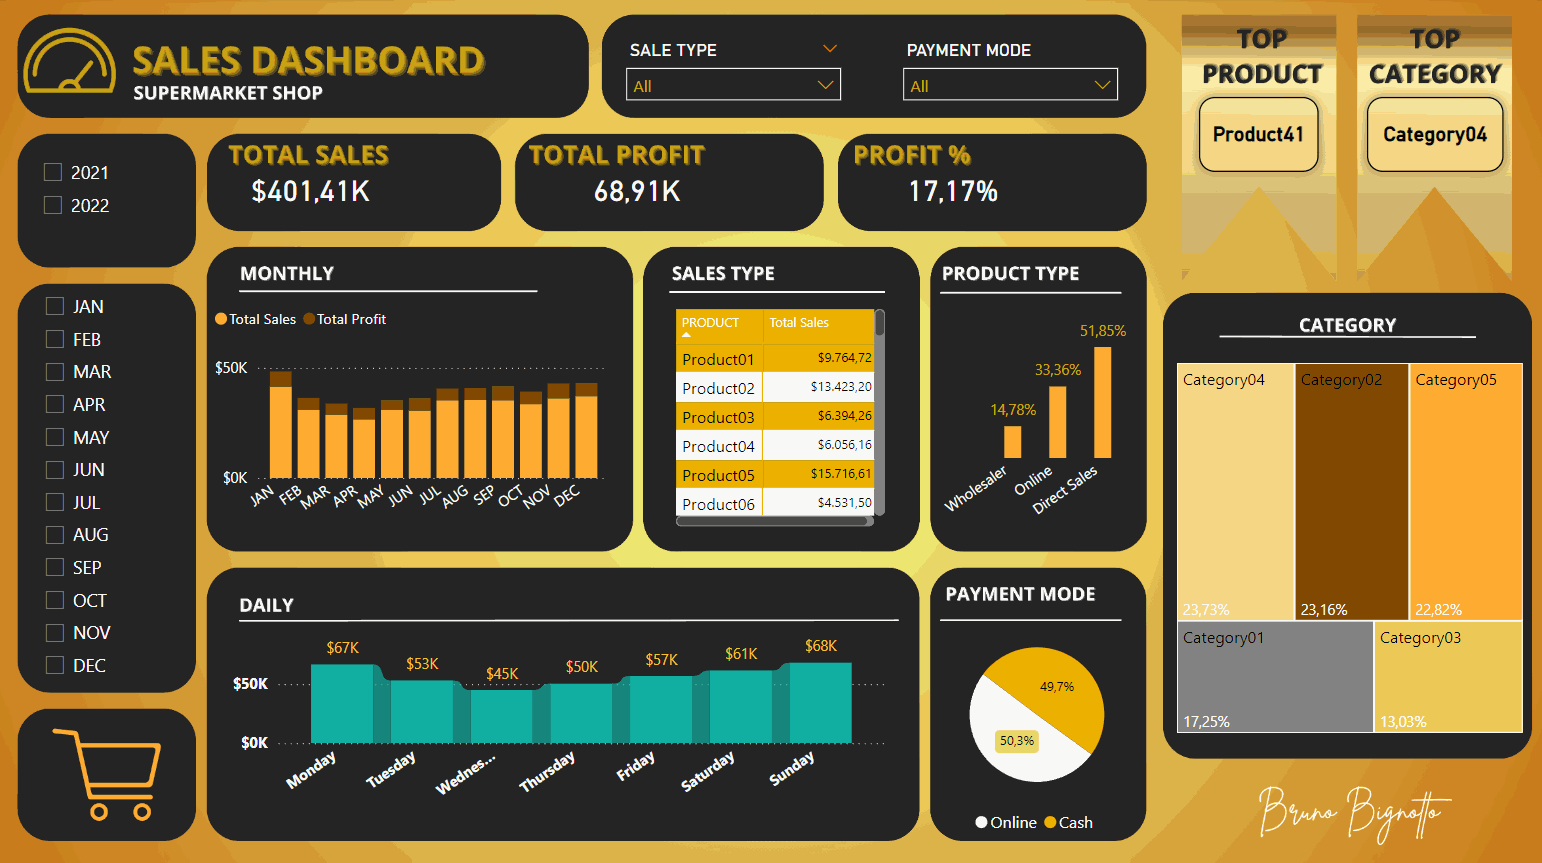 SALES DASHBOARD
SUPERMARKET SHOP
SALE TYPE
All
PAYMENT MODE
All
TOP
PRODUCT
Product41
TOP
CATEGORY
Category04
2021
2022
TOTAL SALES
$401,41K
TOTAL PROFIT
68,91K
PROFIT %
17,17%
JAN
FEB
MAR
APR
MAY
JUN
JUL
AUG
SEP
OCT
NOV
DEC
MONTHLY
Total Sales Total Profit
$50K
$0K
JAN FEB MAR APR MAY JUN JUL AUG SEP OCT NOV DEC
SALES TYPE
PRODUCT Total Sales
Product01 $9.764,72
Product02 $13.423,20
Product03 $6.394,26
Product04 $6.056,16
Product05 $15.716,61
Product06 $4.531,50
PRODUCT TYPE
51,85%
33,36%
14,78%
Wholesaler Online Direct Sales
CATEGORY
Category04 Category02 Category05
23,73% 23,16% 22,82%
Category01 Category03
17,25% 13,03%
DAILY
$67K $53K $45K $50K $57K $61K $68K
$50K
$0K
Monday Tuesday Wednes... Thursday Friday Saturday Sunday
PAYMENT MODE
49,7%
50,3%
Online Cash
Bruno Bignotto